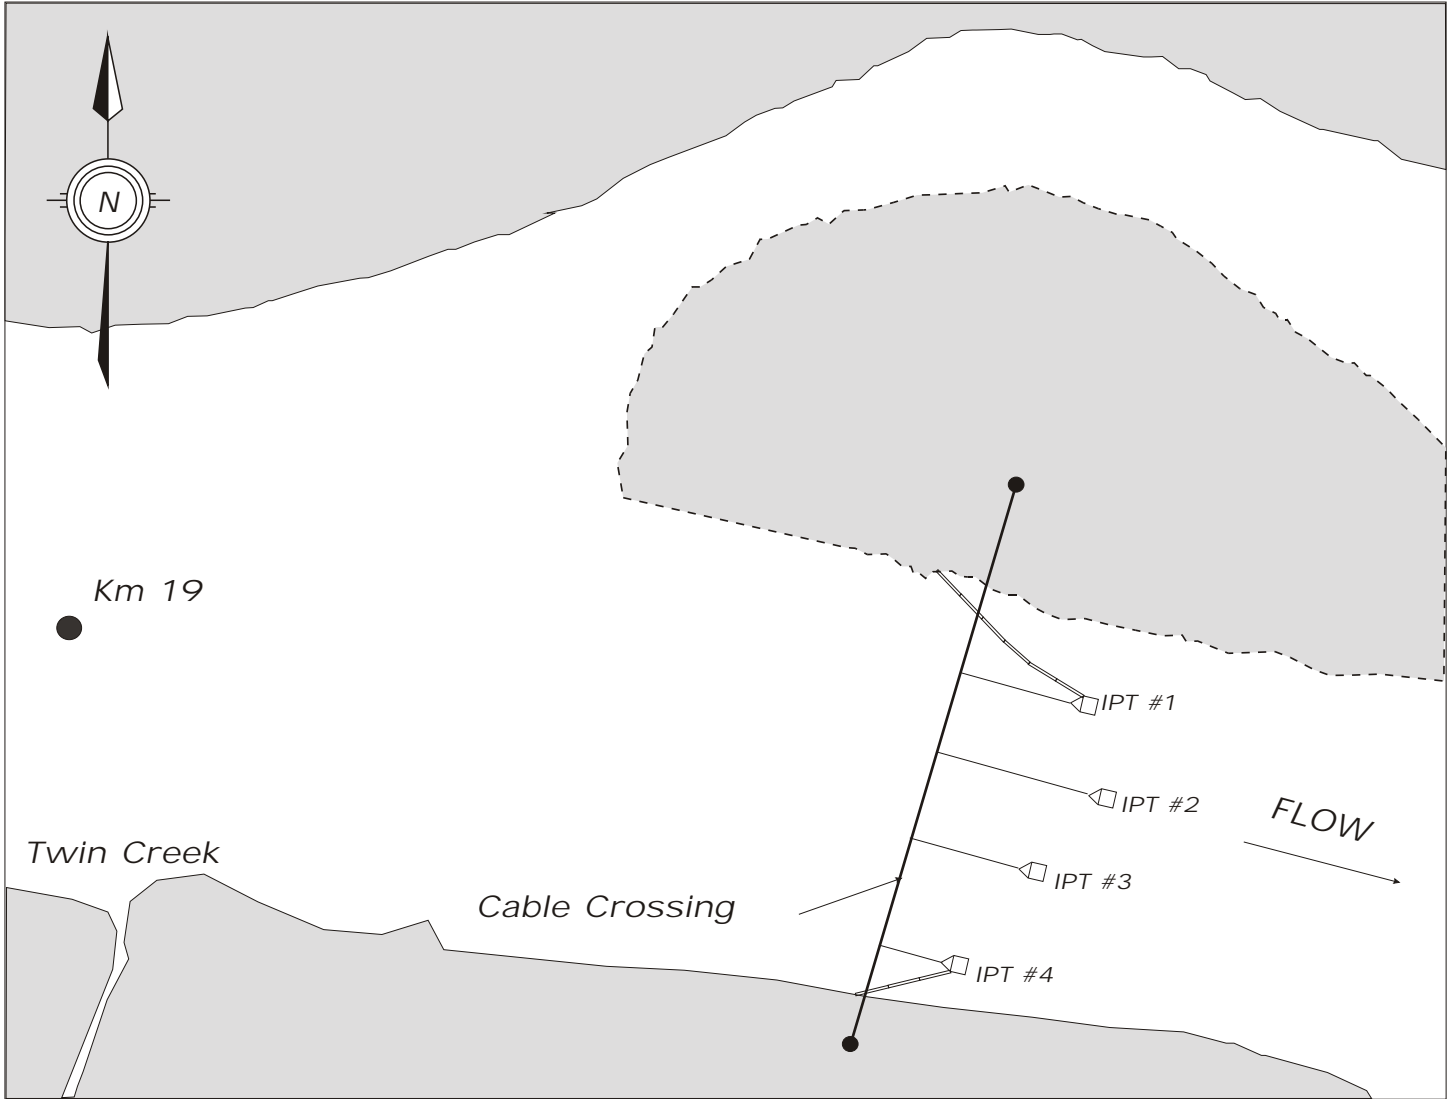 N
Km 19
IPT #1
IPT #2
FLOW
Twin Creek
IPT #3
Cable Crossing
IPT #4